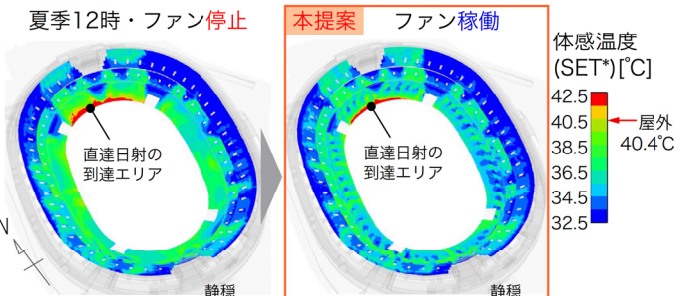 夏季12時・ファン停止
本提案 ファン稼働
体感温度
(SET*)[℃]
42.5
40.5
38.5
36.5
34.5
32.5
屋外
40.4℃
直達日射の
到達エリア
直達日射の
到達エリア
N
静穏
静穏